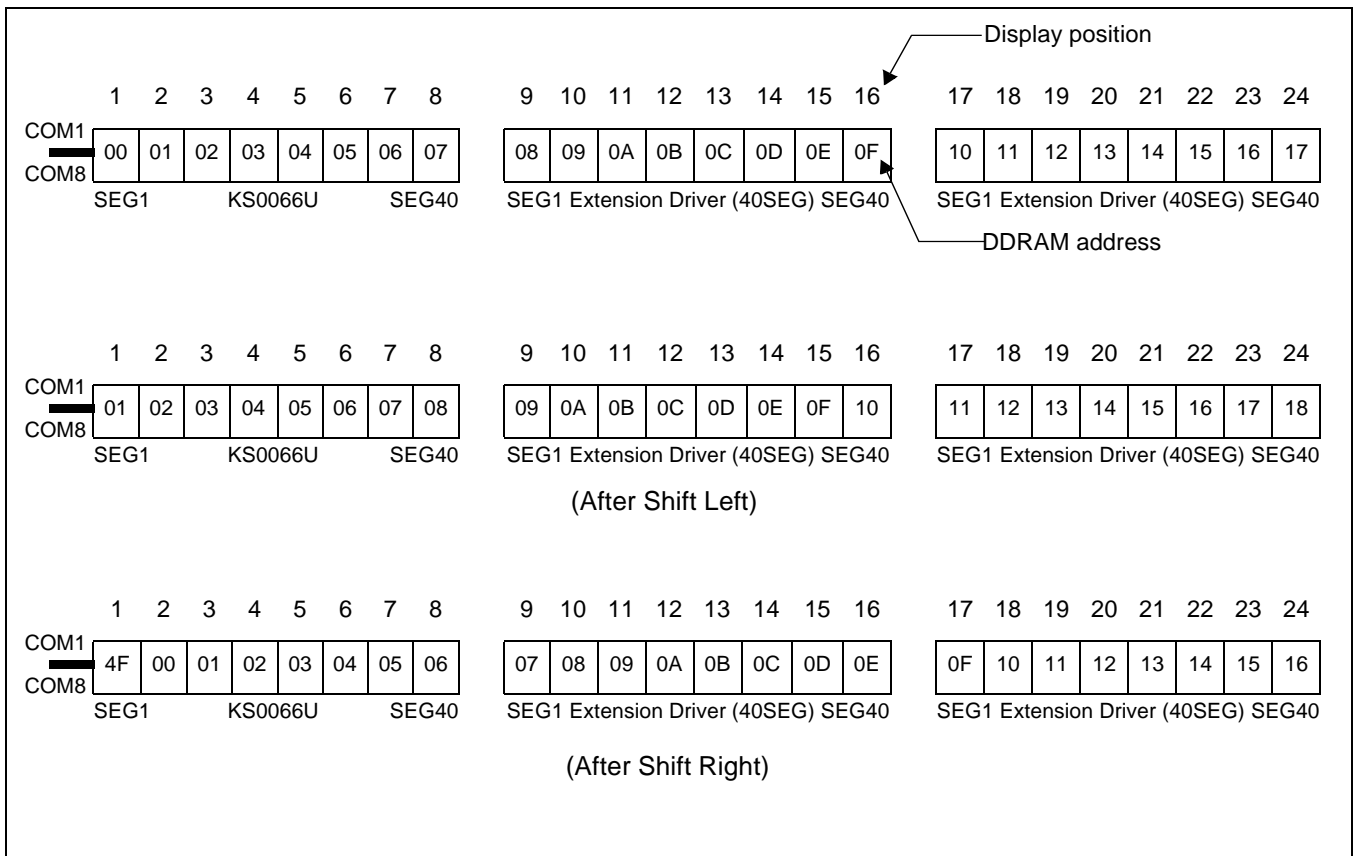 Display position
1 2 3 4 5 6 7 8 9 10 11 12 13 14 15 16 17 18 19 20 21 22 23 24
COM1
00 01 02 03 04 05 06 07 08 09 0A 0B 0C 0D 0E 0F 10 11 12 13 14 15 16 17
COM8
SEG1 KS0066U SEG40 SEG1 Extension Driver (40SEG) SEG40 SEG1 Extension Driver (40SEG) SEG40
DDRAM address
1 2 3 4 5 6 7 8 9 10 11 12 13 14 15 16 17 18 19 20 21 22 23 24
COM1
01 02 03 04 05 06 07 08 09 0A 0B 0C 0D 0E 0F 10 11 12 13 14 15 16 17 18
COM8
SEG1 KS0066U SEG40 SEG1 Extension Driver (40SEG) SEG40 SEG1 Extension Driver (40SEG) SEG40
(After Shift Left)
1 2 3 4 5 6 7 8 9 10 11 12 13 14 15 16 17 18 19 20 21 22 23 24
COM1
4F 00 01 02 03 04 05 06 07 08 09 0A 0B 0C 0D 0E 0F 10 11 12 13 14 15 16
COM8
SEG1 KS0066U SEG40 SEG1 Extension Driver (40SEG) SEG40 SEG1 Extension Driver (40SEG) SEG40
(After Shift Right)